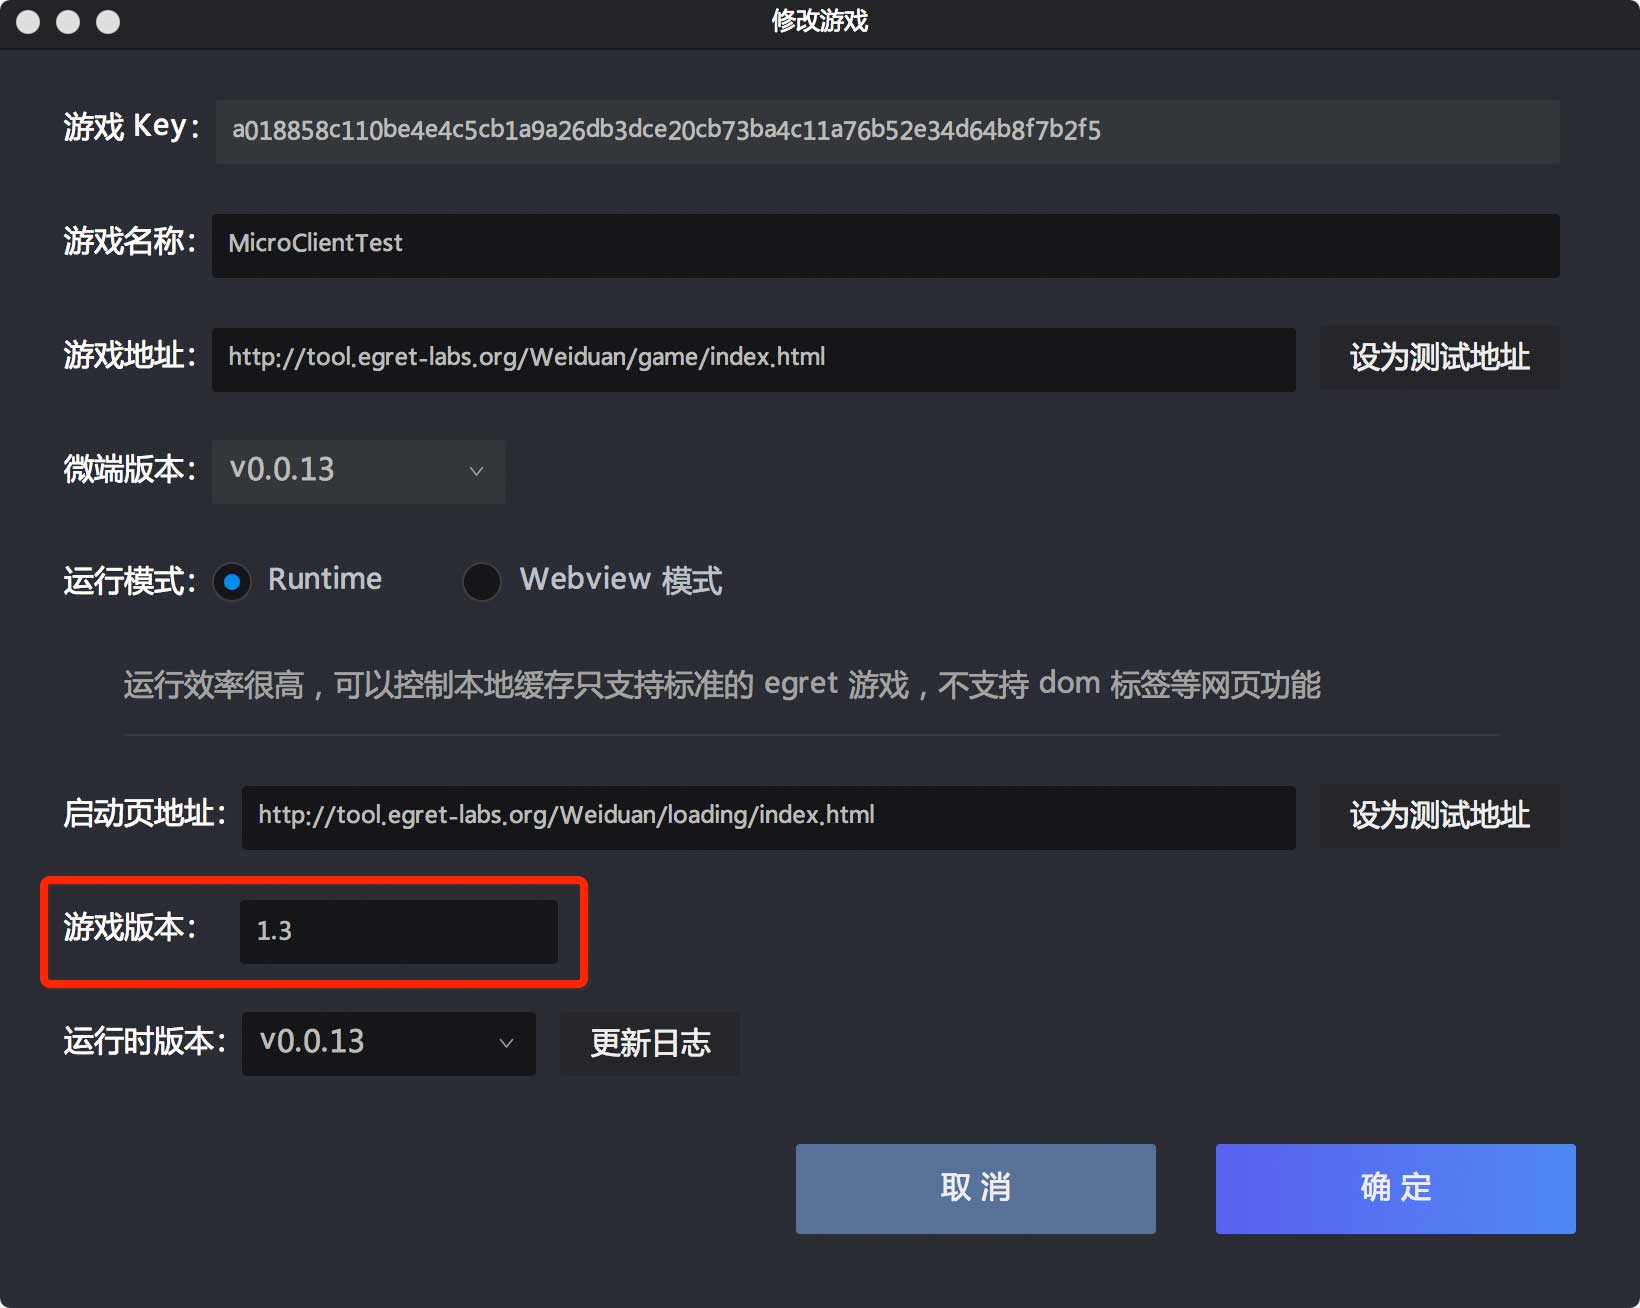 修改游戏
游戏 Key： a018858c110be4e4c5cb1a9a26db3dce20cb73ba4c11a76b52e34d64b8f7b2f5
游戏名称： MicroClientTest
游戏地址： http://tool.egret-labs.org/Weiduan/game/index.html 设为测试地址
微端版本： v0.0.13
运行模式： Runtime Webview 模式
运行效率很高，可以控制本地缓存只支持标准的 egret 游戏，不支持 dom 标签等网页功能
启动页地址： http://tool.egret-labs.org/Weiduan/loading/index.html 设为测试地址
游戏版本： 1.3
运行时版本： v0.0.13 更新日志
取 消 确 定